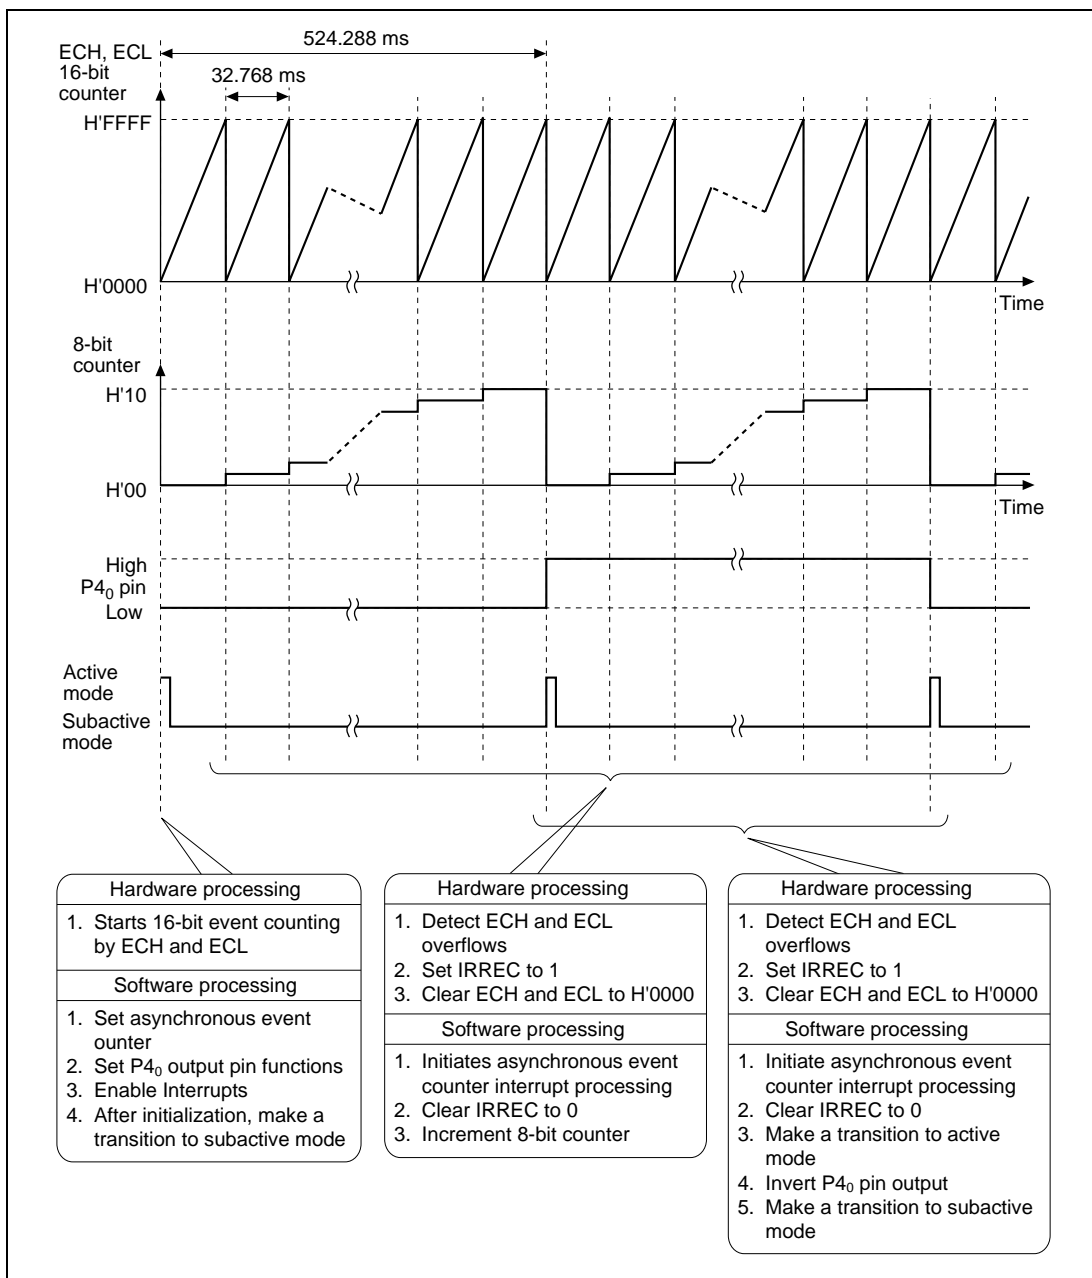 524.288 ms
ECH, ECL
16-bit
counter
32.768 ms
H'FFFF
H'0000
Time
8-bit
counter
H'10
H'00
Time
High
P4₀ pin
Low
Active
mode
Subactive
mode
Hardware processing
1. Starts 16-bit event counting
by ECH and ECL
Software processing
1. Set asynchronous event
ounter
2. Set P4₀ output pin functions
3. Enable Interrupts
4. After initialization, make a
transition to subactive mode
Hardware processing
1. Detect ECH and ECL
overflows
2. Set IRREC to 1
3. Clear ECH and ECL to H'0000
Software processing
1. Initiates asynchronous event
counter interrupt processing
2. Clear IRREC to 0
3. Increment 8-bit counter
Hardware processing
1. Detect ECH and ECL
overflows
2. Set IRREC to 1
3. Clear ECH and ECL to H'0000
Software processing
1. Initiate asynchronous event
counter interrupt processing
2. Clear IRREC to 0
3. Make a transition to active
mode
4. Invert P4₀ pin output
5. Make a transition to subactive
mode